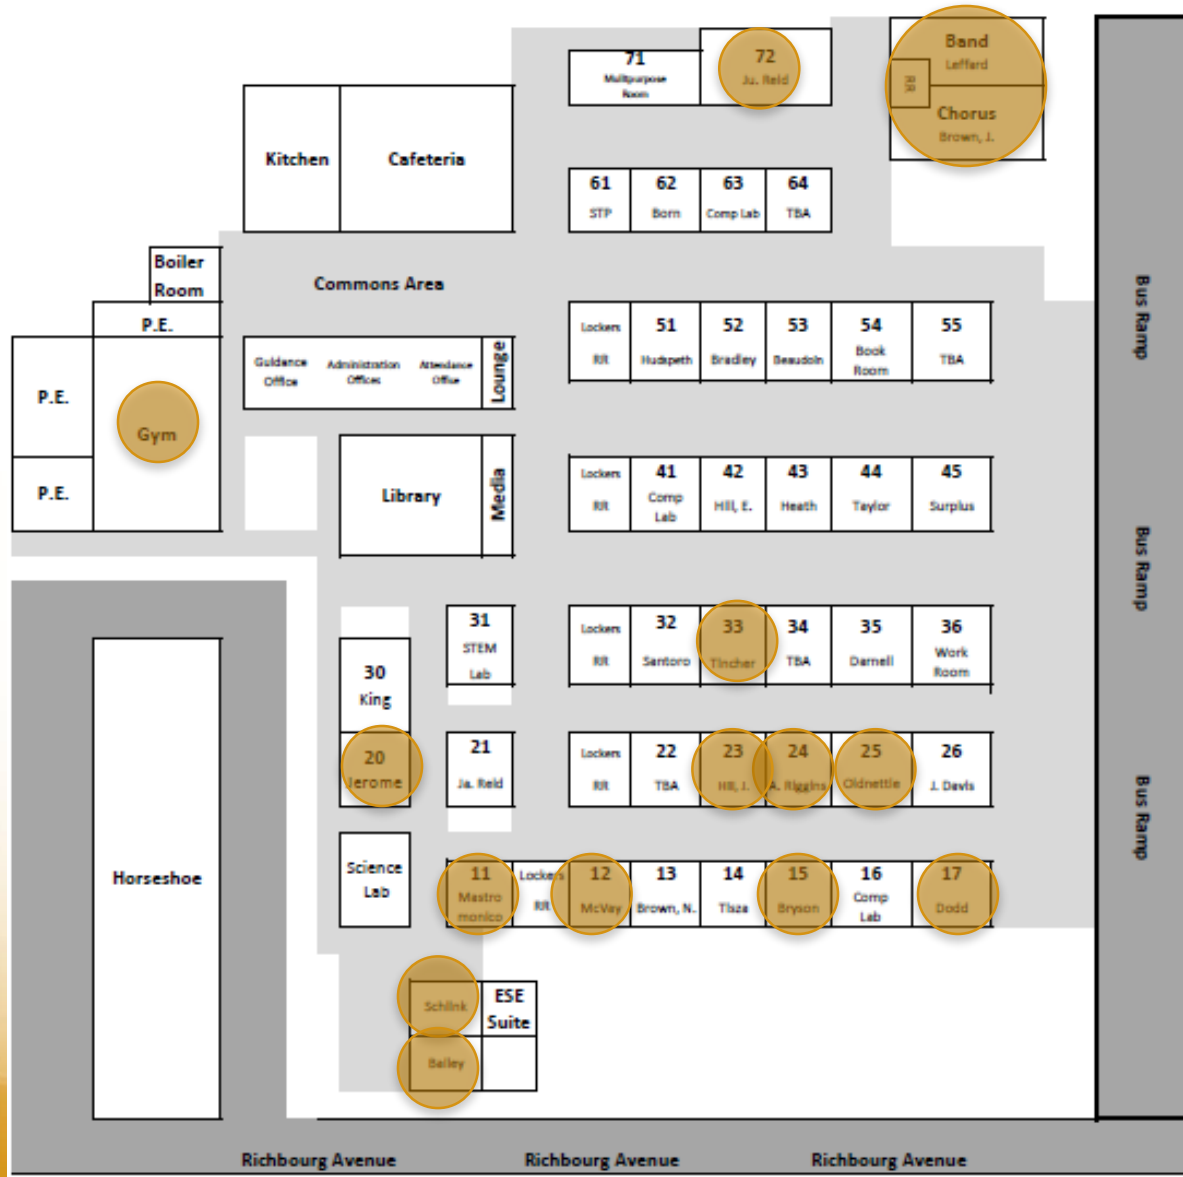 71
Multpurpose
Room
72
Ju. Reid
Band
Leffard
RR
Chorus
Brown, J.
Kitchen
Cafeteria
61
STP
62
Born
63
Comp Lab
64
TBA
Boiler
Room
Commons Area
P.E.
P.E.
Gym
P.E.
Guidance
Office
Administration
Offices
Attendance
Office
Lounge
Lockers
RR
51
Hudspeth
52
Bradley
53
Beaudoin
54
Book
Room
55
TBA
Bus Ramp
Library
Media
Lockers
RR
41
Comp
Lab
42
Hill, E.
43
Heath
44
Taylor
45
Surplus
Bus Ramp
30
King
31
STEM
Lab
Lockers
RR
32
Santoro
33
Tincher
34
TBA
35
Darnell
36
Work
Room
20
Jerome
21
Ja. Reid
Lockers
RR
22
TBA
23
Hill, J.
24
A. Riggins
25
Oldnettle
26
J. Davis
Bus Ramp
Horseshoe
Science
Lab
11
Mastro
monico
Lockers
RR
12
McVay
13
Brown, N.
14
Tisza
15
Bryson
16
Comp
Lab
17
Dodd
Schlink
ESE
Suite
Bailey
Richbourg Avenue
Richbourg Avenue
Richbourg Avenue